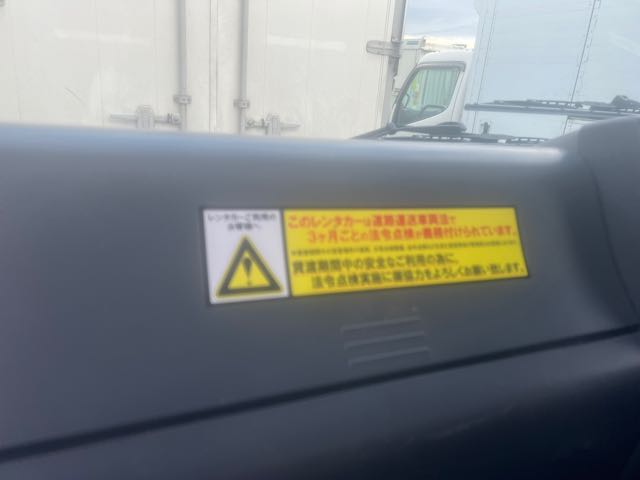 レンタカーご利用の
お客様へ
このレンタカーは道路運送車両法で
3ヶ月ごとの法令点検が義務付けられています。
貸渡期間中の安全なご利用の為に、
法令点検実施に御協力をよろしくお願い致します。